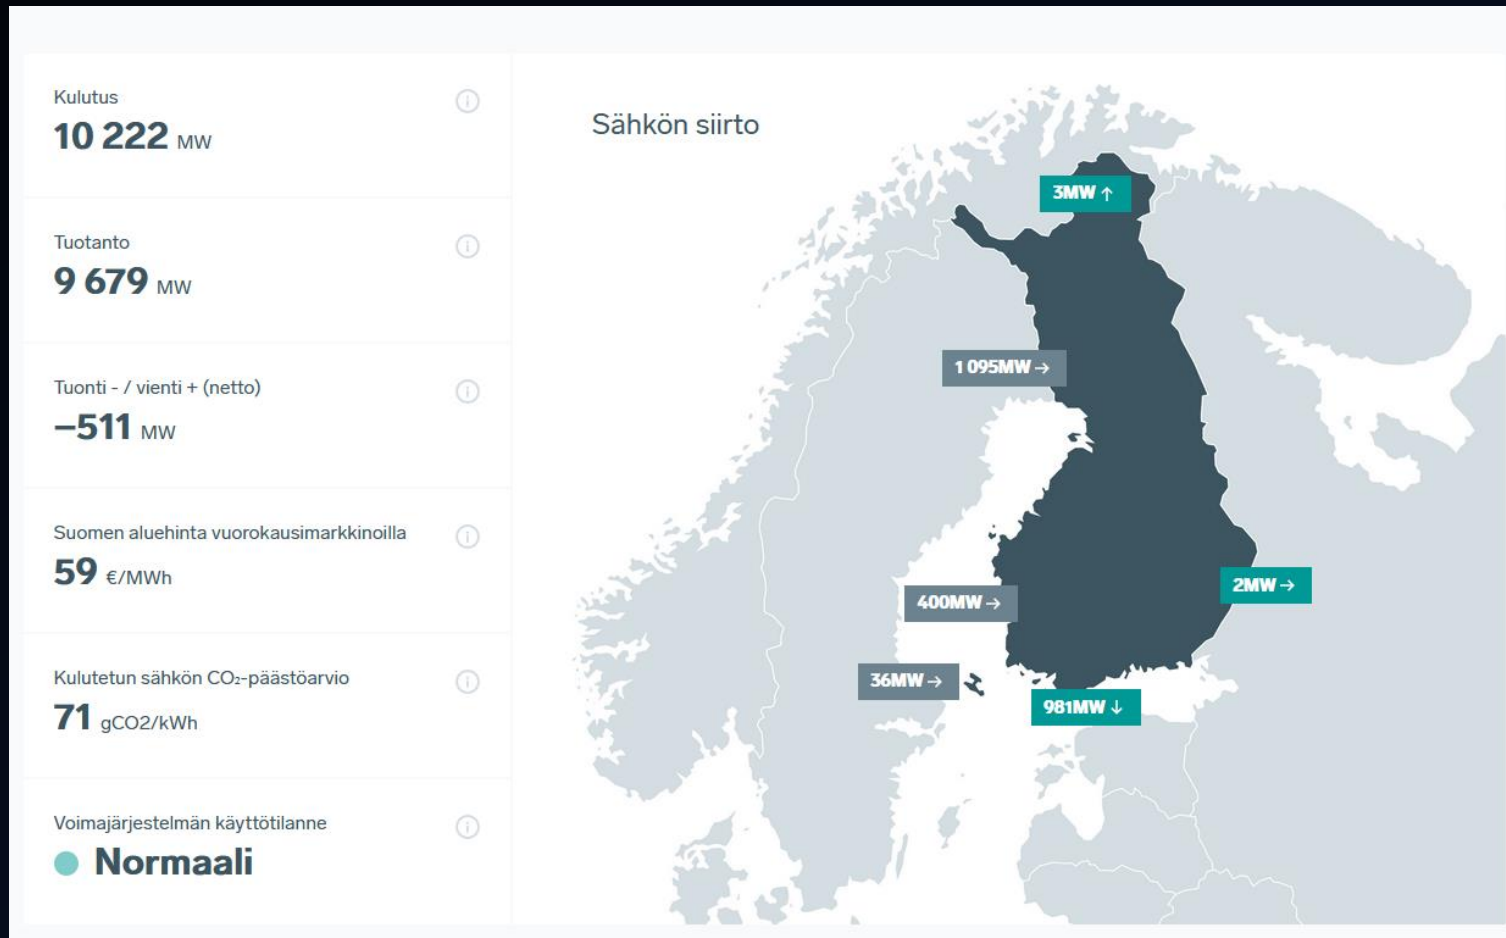 Kulutus
10 222 MW
Tuotanto
9 679 MW
Tuonti - / vienti + (netto)
−511 MW
Suomen aluehinta vuorokausimarkkinoilla
59 €/MWh
Kulutetun sähkön CO₂-päästöarvio
71 gCO2/kWh
Voimajärjestelmän käyttötilanne
Normaali
Sähkön siirto
3MW ↑
1 095MW →
2MW →
400MW →
36MW →
981MW ↓